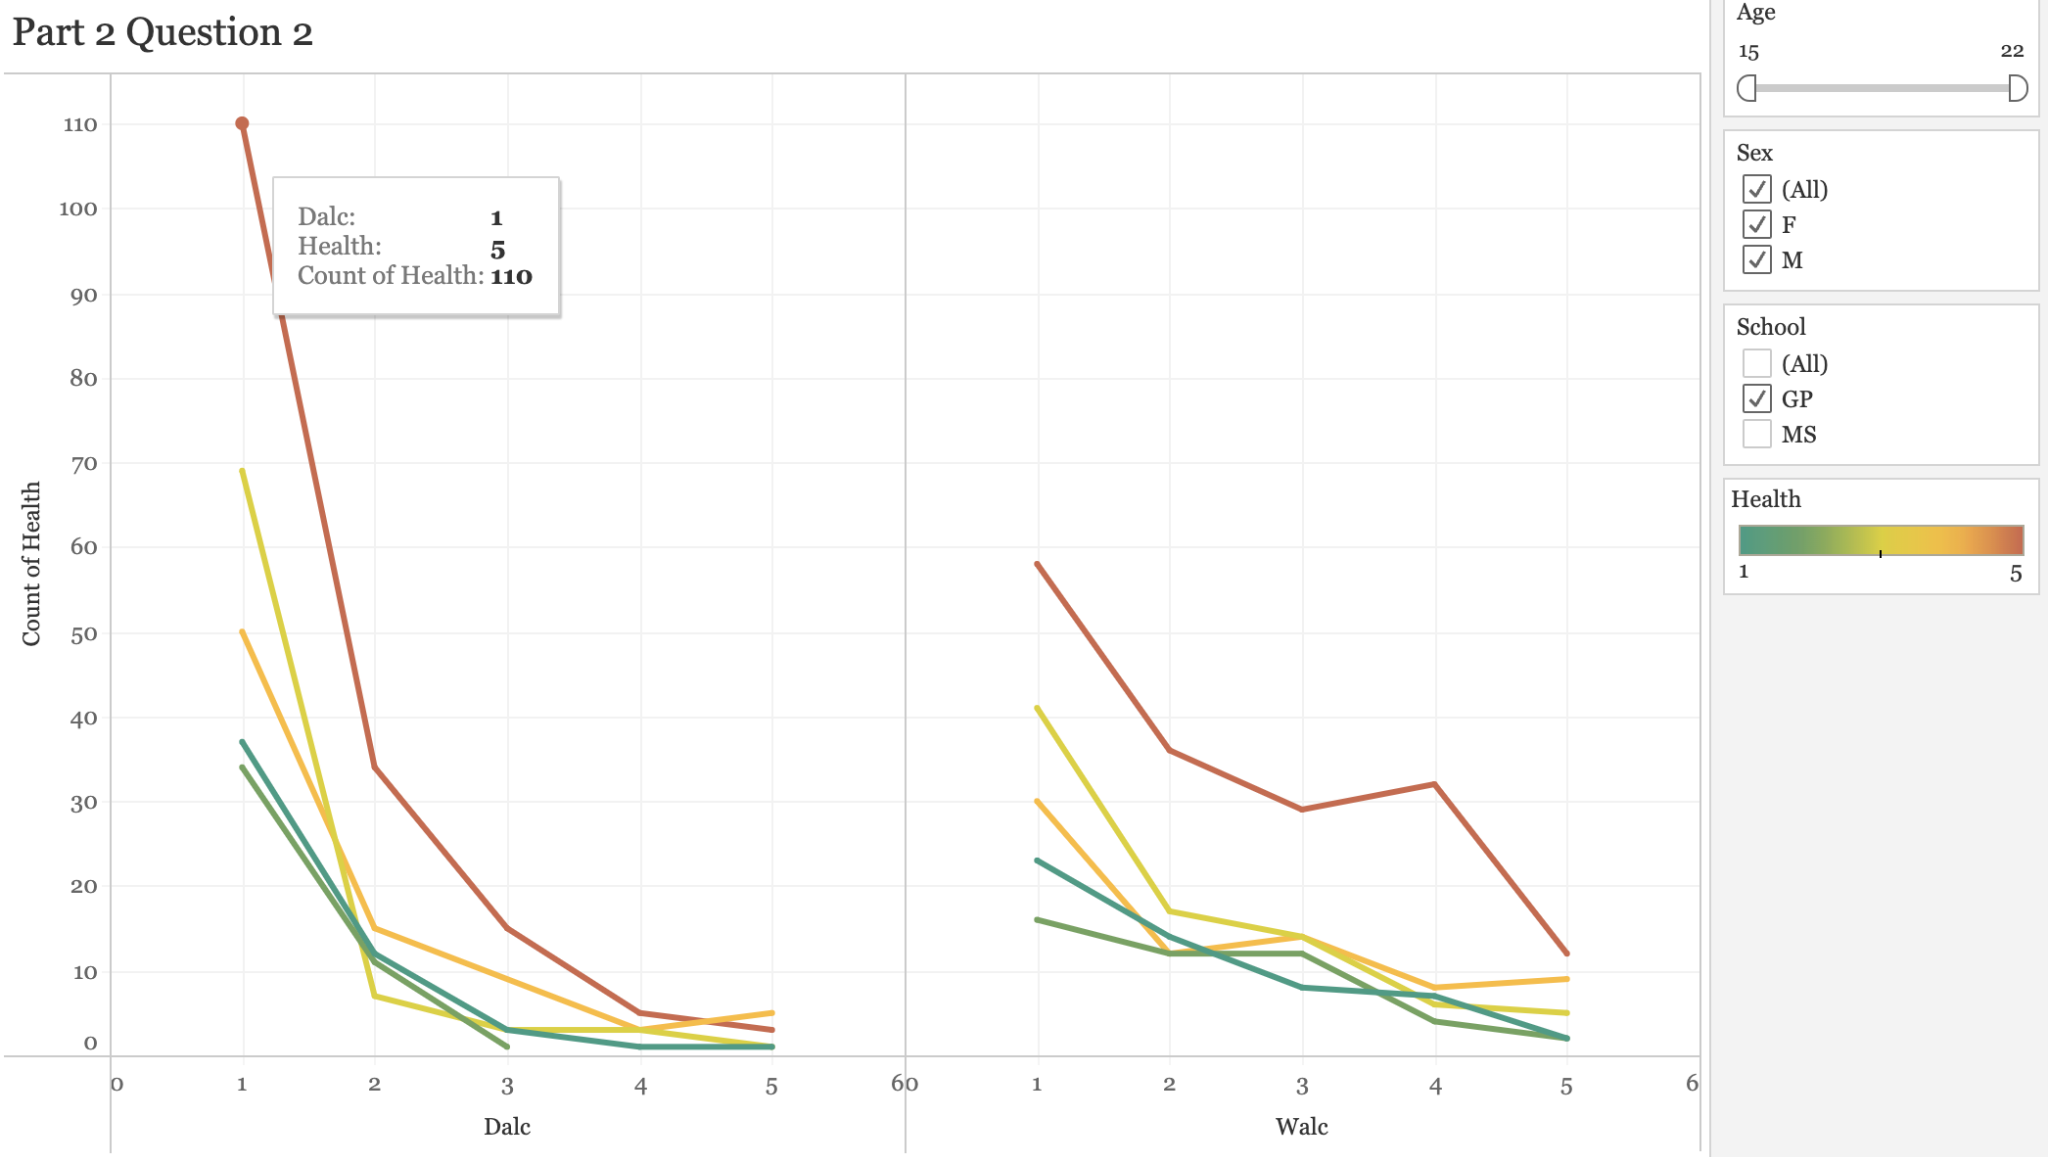 Part 2 Question 2
Count of Health
110
100
90
80
70
60
50
40
30
20
10
0
Dalc: 1
Health: 5
Count of Health: 110
0 1 2 3 4 5 6
Dalc
0 1 2 3 4 5 6
Walc
Age
15 22
Sex
(All)
F
M
School
(All)
GP
MS
Health
1 5